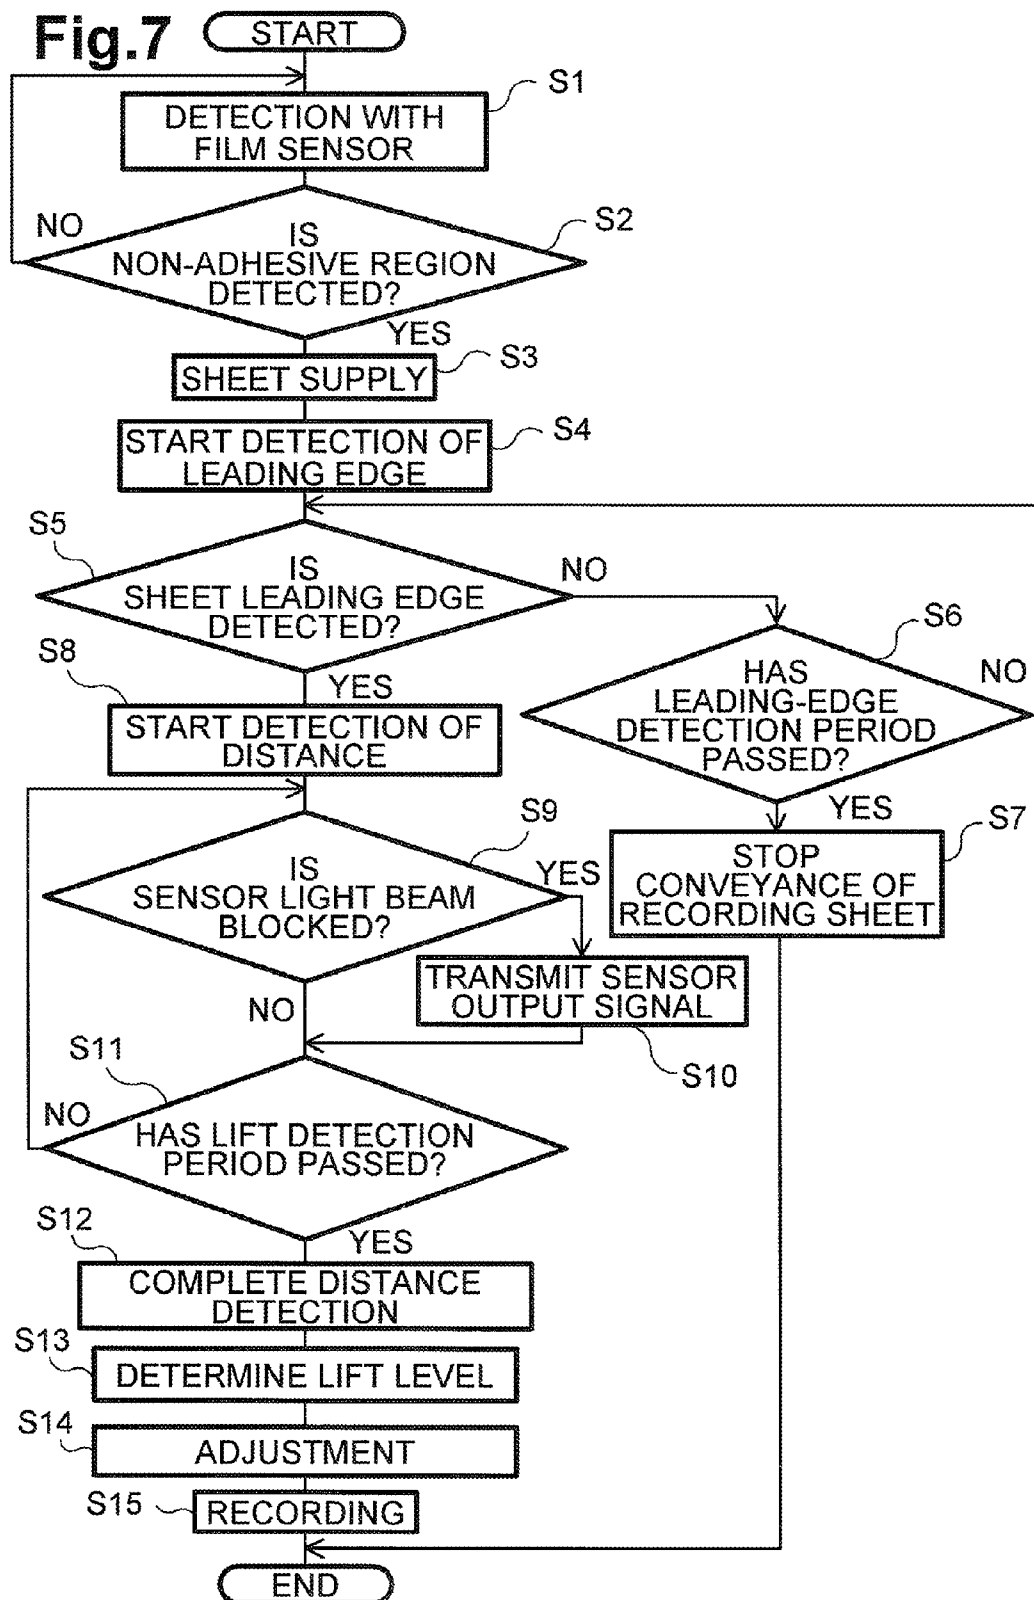 Fig.7
START
S1
DETECTION WITH
FILM SENSOR
NO
S2
IS
NON-ADHESIVE REGION
DETECTED?
YES
S3
SHEET SUPPLY
S4
START DETECTION OF
LEADING EDGE
S5
IS
SHEET LEADING EDGE
DETECTED?
NO
S6
HAS
LEADING-EDGE
DETECTION PERIOD
PASSED?
NO
YES
S7
STOP
CONVEYANCE OF
RECORDING SHEET
S8
YES
START DETECTION OF
DISTANCE
S9
IS
SENSOR LIGHT BEAM
BLOCKED?
YES
TRANSMIT SENSOR
OUTPUT SIGNAL
S10
NO
S11
NO
HAS LIFT DETECTION
PERIOD PASSED?
YES
S12
COMPLETE DISTANCE
DETECTION
S13
DETERMINE LIFT LEVEL
S14
ADJUSTMENT
S15
RECORDING
END